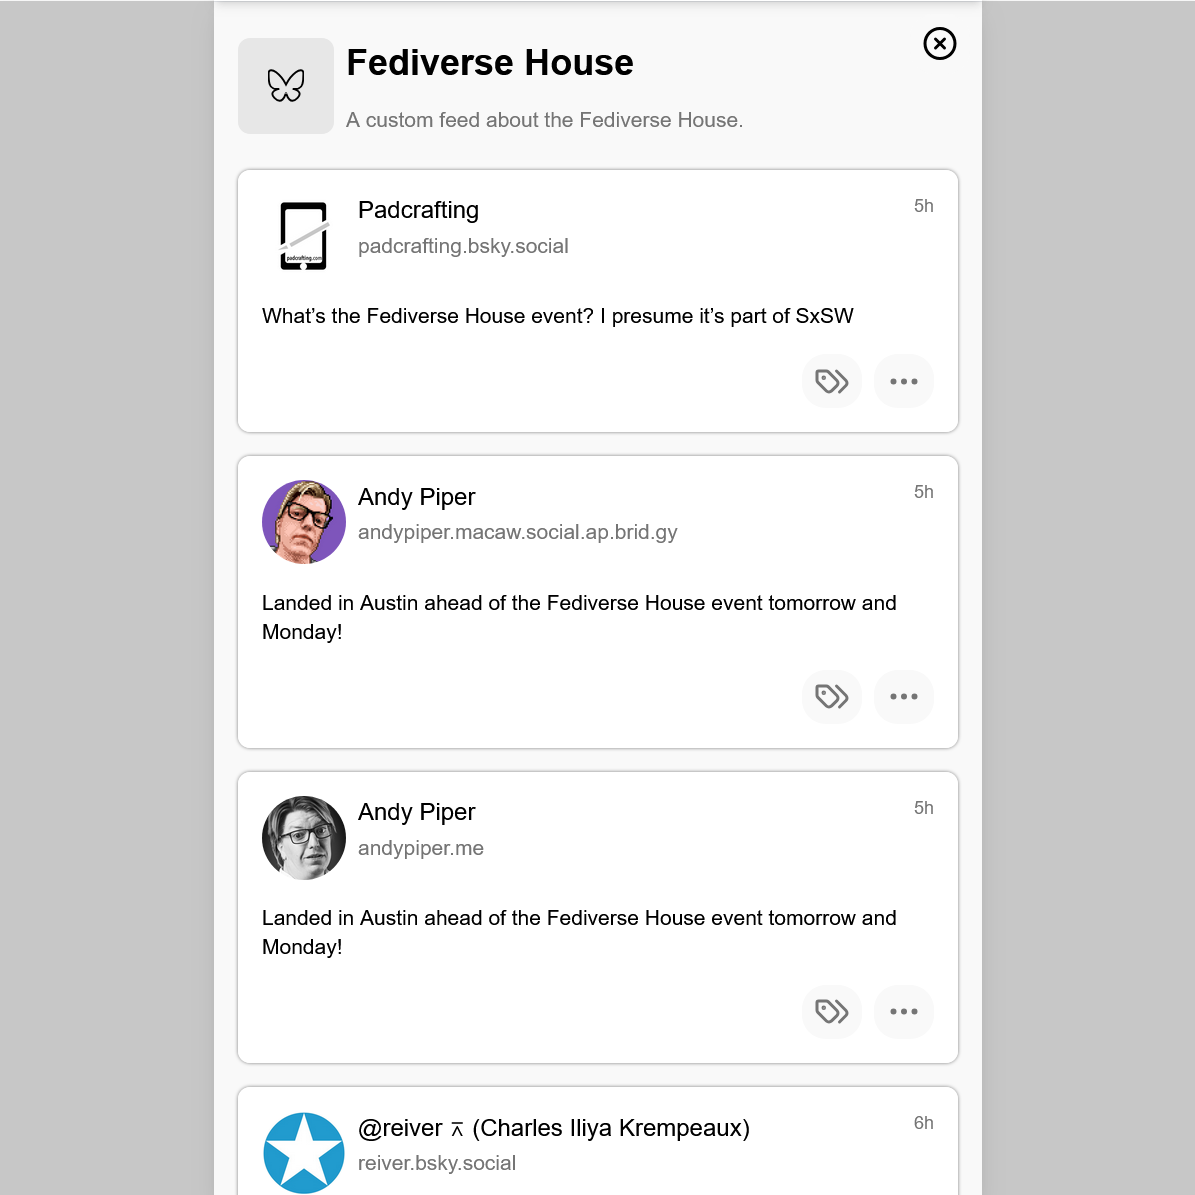 Fediverse House
A custom feed about the Fediverse House.
Padcrafting
5h
padcrafting.bsky.social
padcrafting.com
What’s the Fediverse House event? I presume it’s part of SxSW
Andy Piper
5h
andypiper.macaw.social.ap.brid.gy
Landed in Austin ahead of the Fediverse House event tomorrow and
Monday!
Andy Piper
5h
andypiper.me
Landed in Austin ahead of the Fediverse House event tomorrow and
Monday!
@reiver ⊼ (Charles Iliya Krempeaux)
6h
reiver.bsky.social